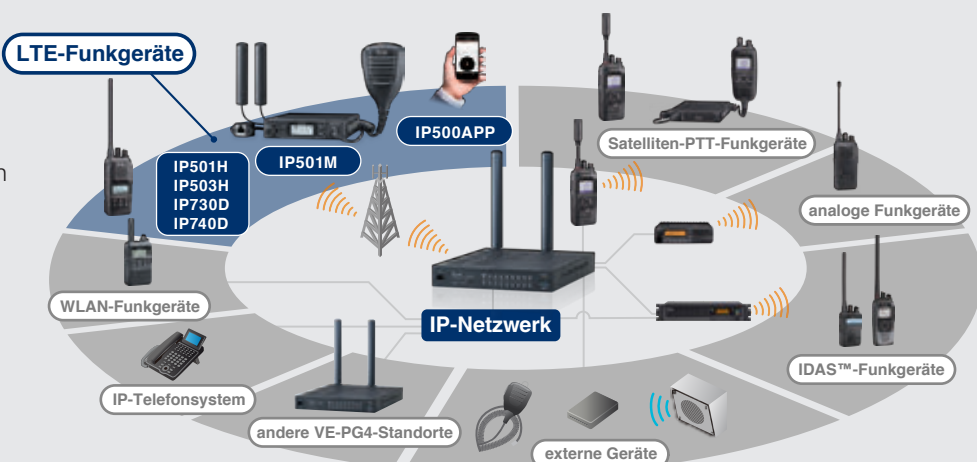 LTE-Funkgeräte
IP500APP
IP501M
IP501H
IP503H
IP730D
IP740D
Satelliten-PTT-Funkgeräte
analoge Funkgeräte
WLAN-Funkgeräte
IP-Netzwerk
IDAS™-Funkgeräte
IP-Telefonsystem
andere VE-PG4-Standorte
externe Geräte